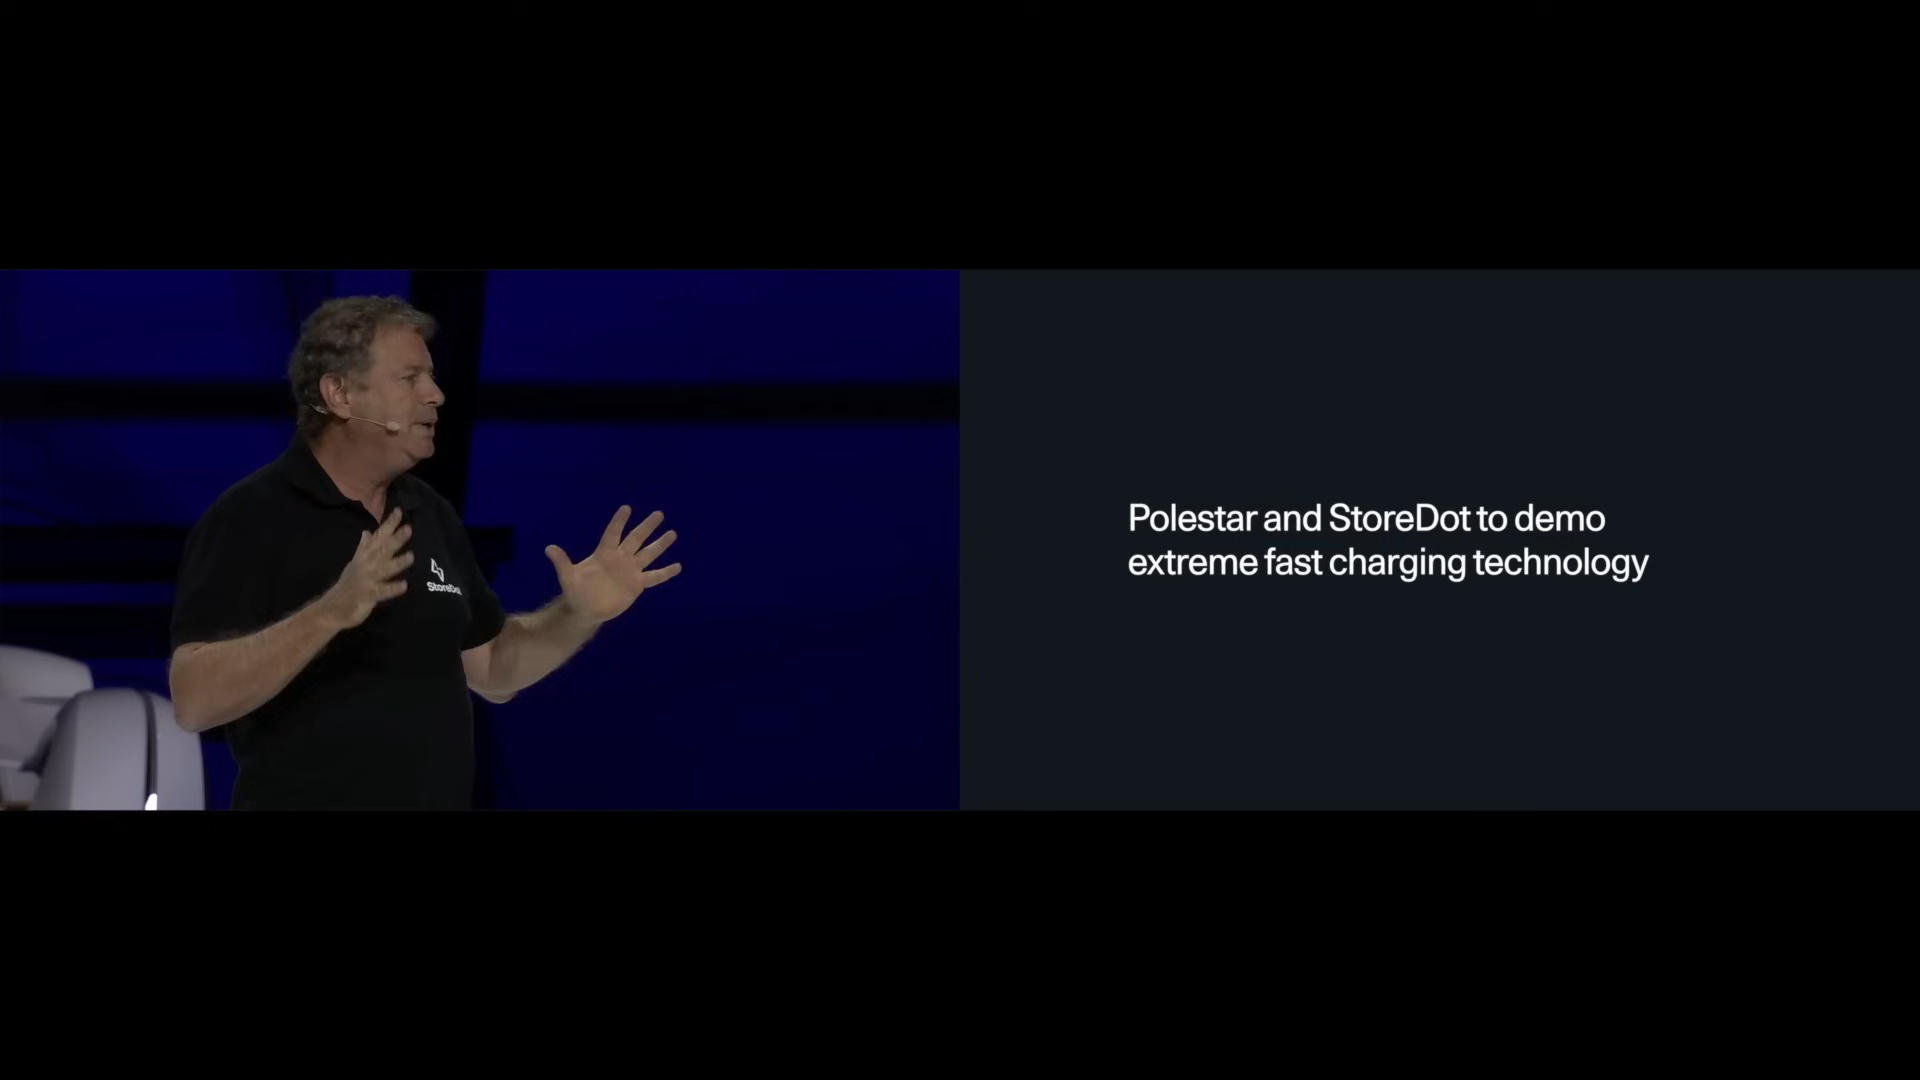 StoreDot
Polestar and StoreDot to demo
extreme fast charging technology